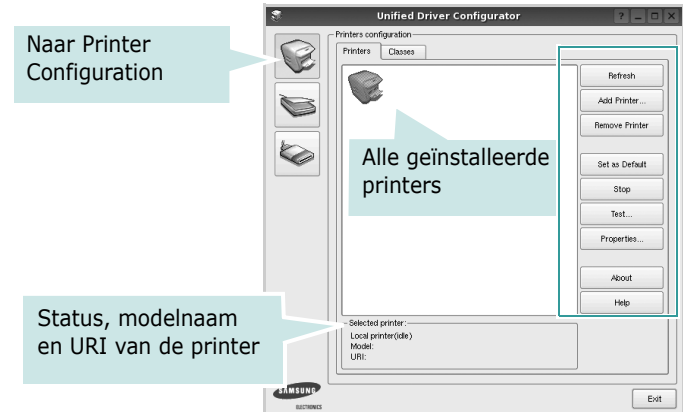 Unified Driver Configurator
Naar Printer
Configuration
Printers configuration
Printers
Classes
Refresh
Add Printer...
Remove Printer
Set as Default
Stop
Test...
Properties...
About
Help
Alle geïnstalleerde
printers
Status, modelnaam
en URI van de printer
Selected printer:
Local printer(idle)
Model:
URI:
SAMSUNG
ELECTRONICS
Exit